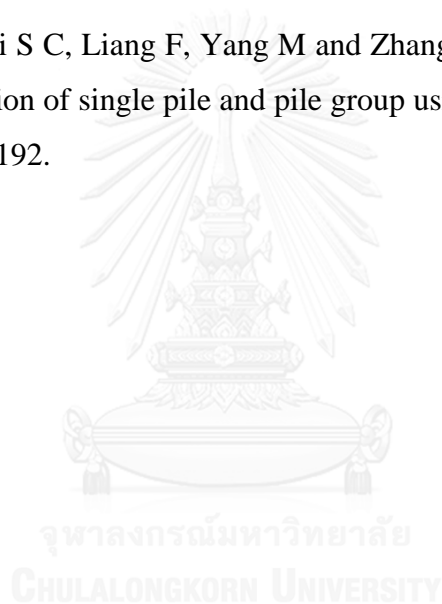 i S C, Liang F, Yang M and Zhang
ion of single pile and pile group us
192.
จุฬาลงกรณ์มหาวิทยาลัย
CHULALONGKORN UNIVERSITY